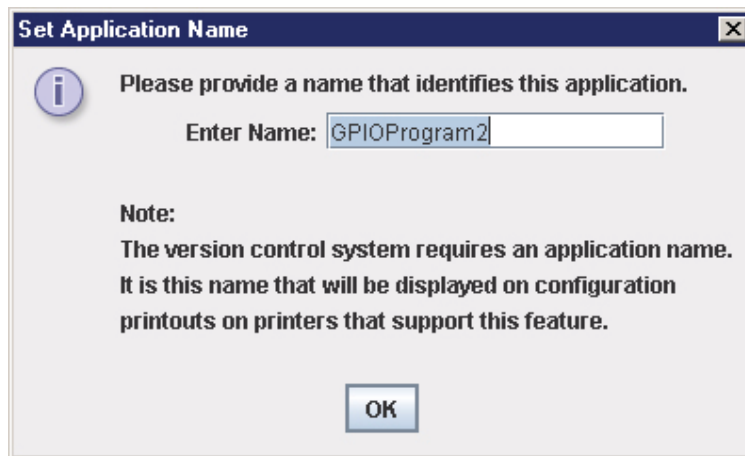 Set Application Name
Please provide a name that identifies this application.
Enter Name: GPIOProgram2
Note:
The version control system requires an application name.
It is this name that will be displayed on configuration
printouts on printers that support this feature.
OK